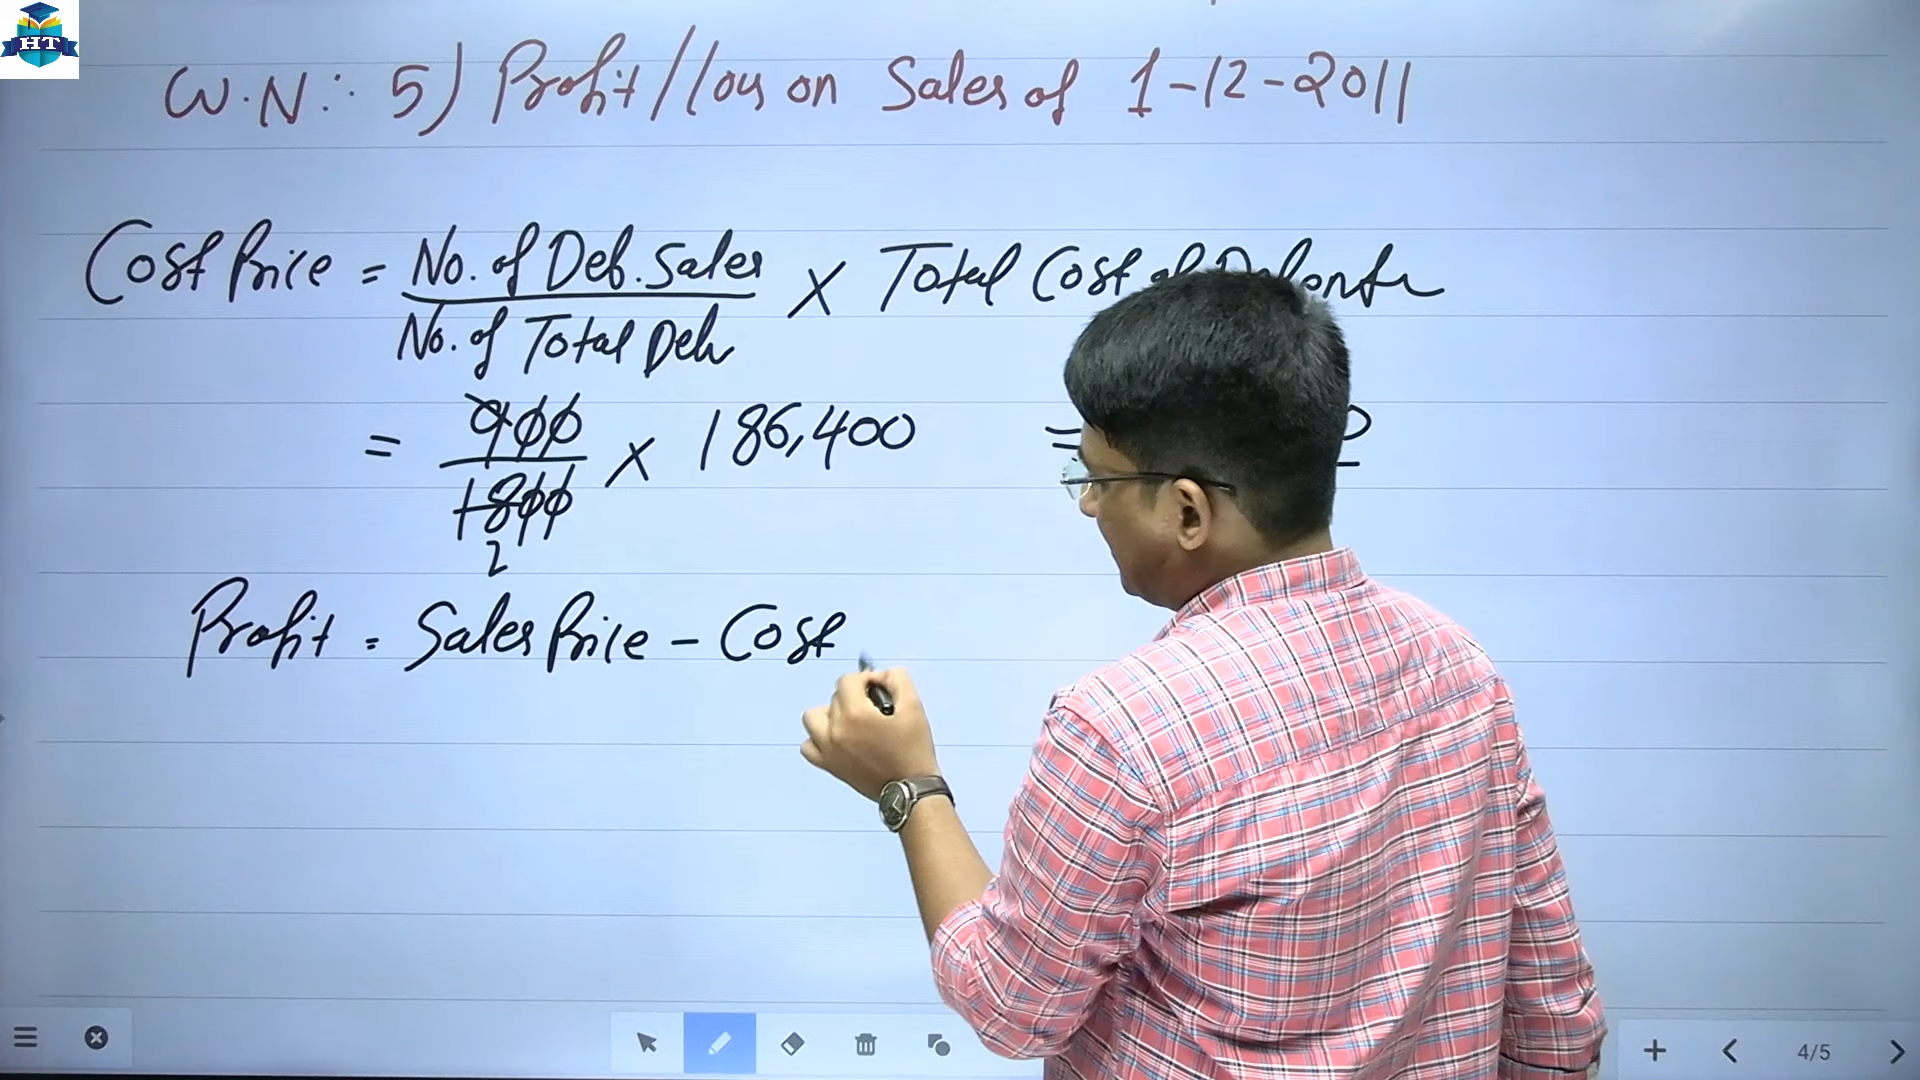 HT
W.N:- 5) Profit/loss on Sales of 1-12-2011
Cost Price = No. of Deb. Sales × Total Cost
No. of Total Deb
= 900 × 186,400 =
1800
2
Profit = Sales Price - Cost
4/5